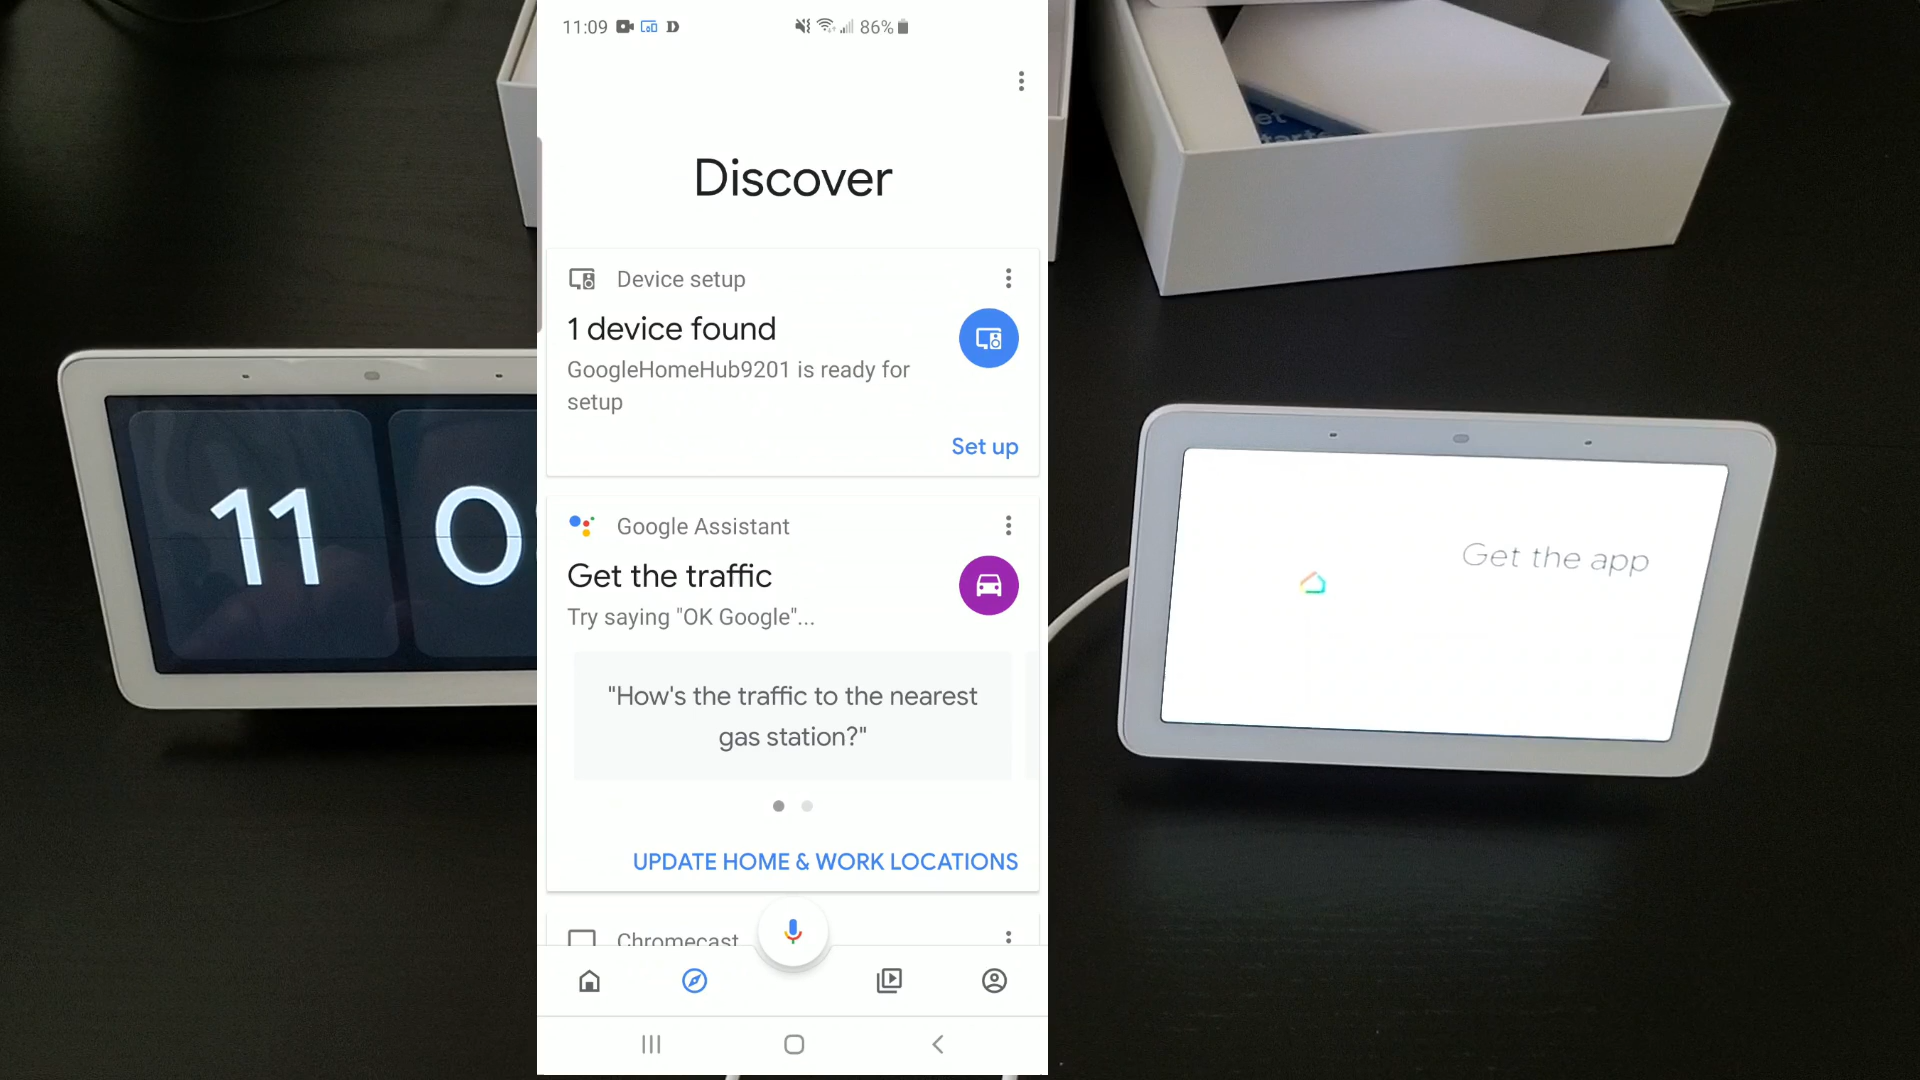 11:09
86%
Discover
Device setup
1 device found
GoogleHomeHub9201 is ready for
setup
Set up
Google Assistant
Get the traffic
Try saying "OK Google"...
"How's the traffic to the nearest
gas station?"
UPDATE HOME & WORK LOCATIONS
Chromecast
11
Get the app